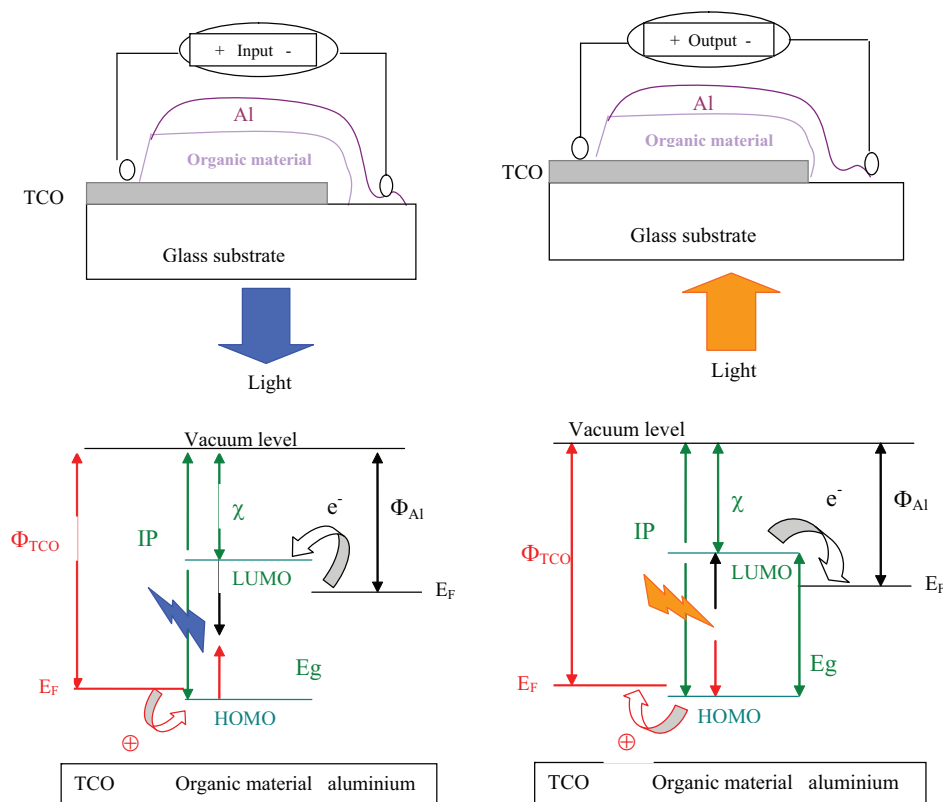 + Input -
Al
Organic material
TCO
Glass substrate
Light
+ Output -
Al
Organic material
TCO
Glass substrate
Light
Vacuum level
Φ_TCO
IP
χ
e⁻
Φ_Al
LUMO
E_F
Eg
E_F
HOMO
⊕
TCO Organic material aluminium
Vacuum level
Φ_TCO
IP
χ
e⁻
Φ_Al
LUMO
E_F
Eg
E_F
HOMO
⊕
TCO Organic material aluminium